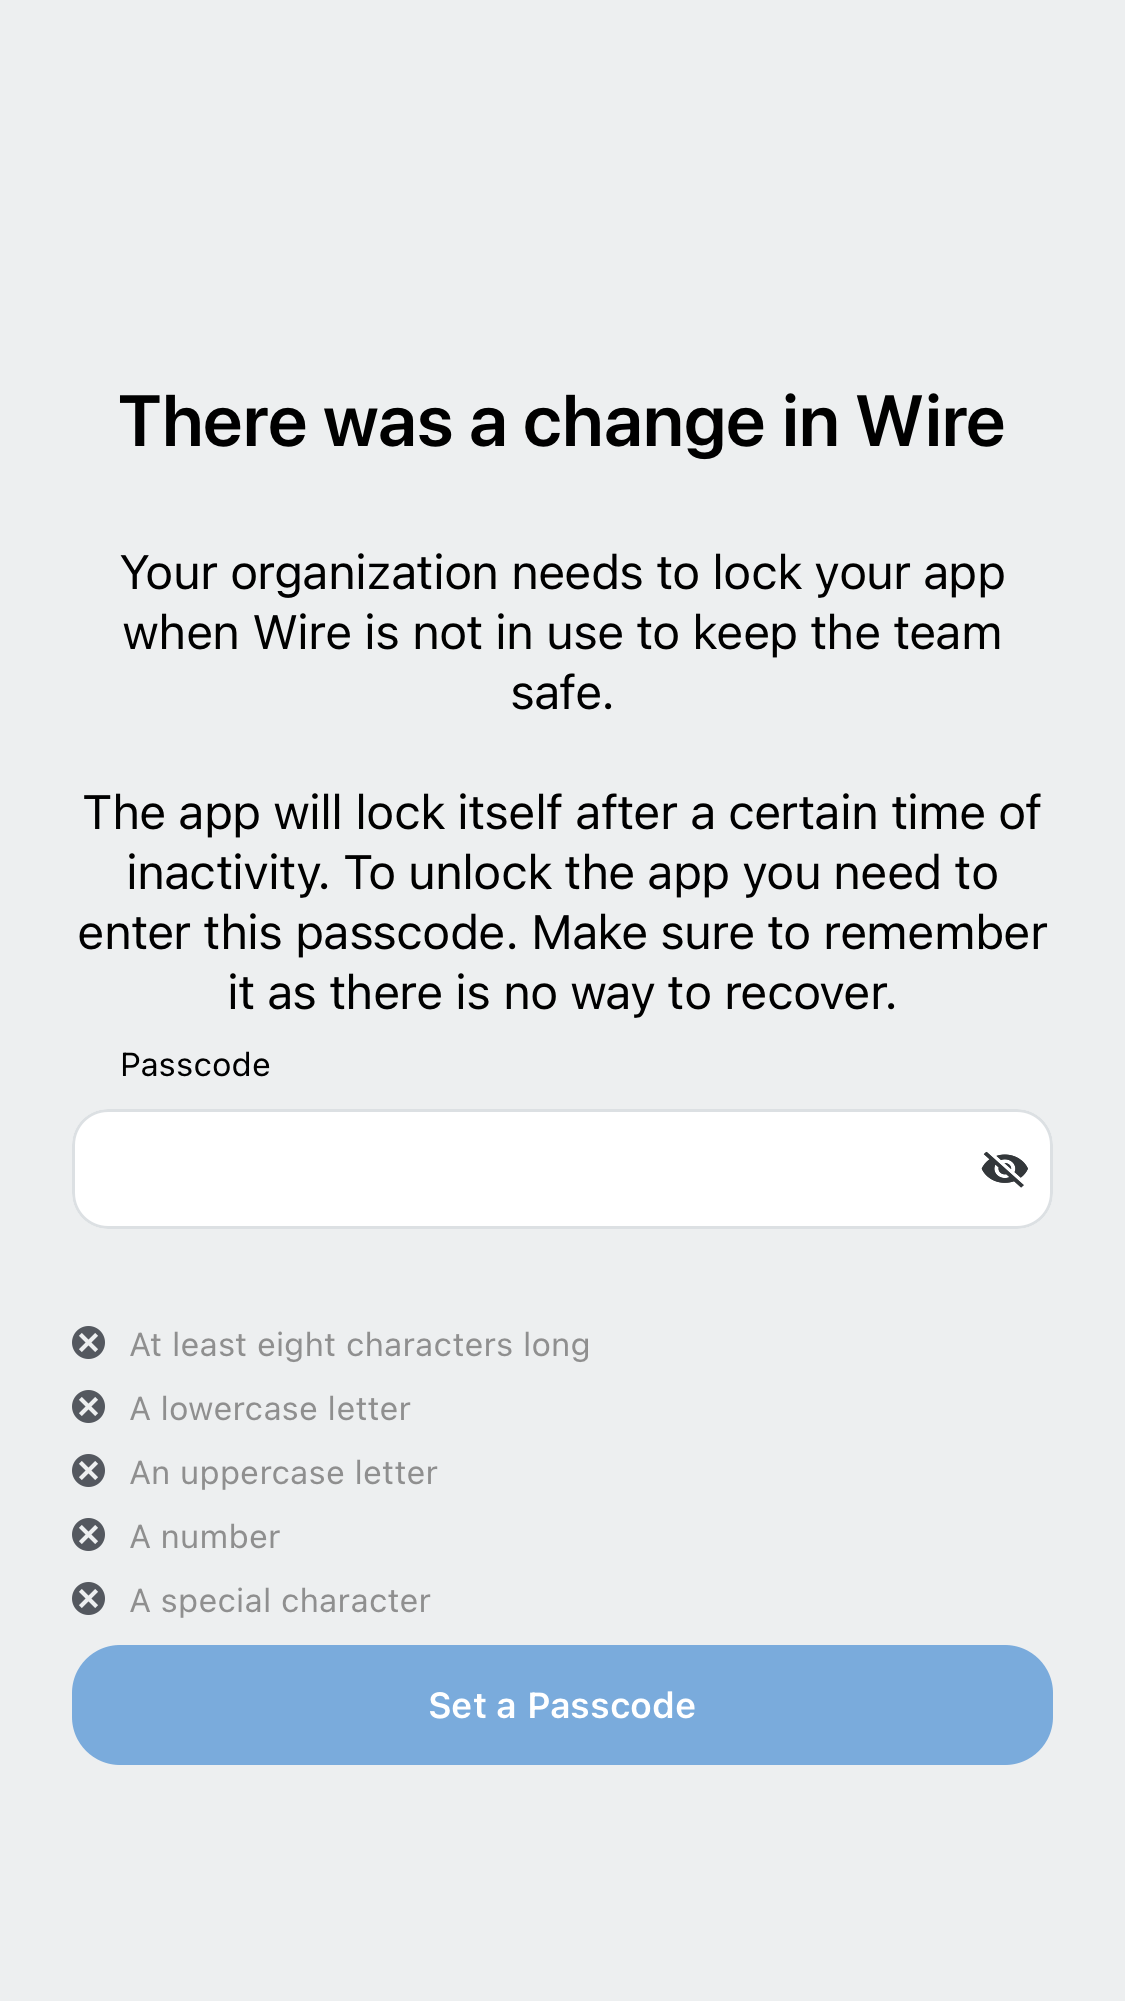 There was a change in Wire
Your organization needs to lock your app
when Wire is not in use to keep the team
safe.
The app will lock itself after a certain time of
inactivity. To unlock the app you need to
enter this passcode. Make sure to remember
it as there is no way to recover.
Passcode
At least eight characters long
A lowercase letter
An uppercase letter
A number
A special character
Set a Passcode